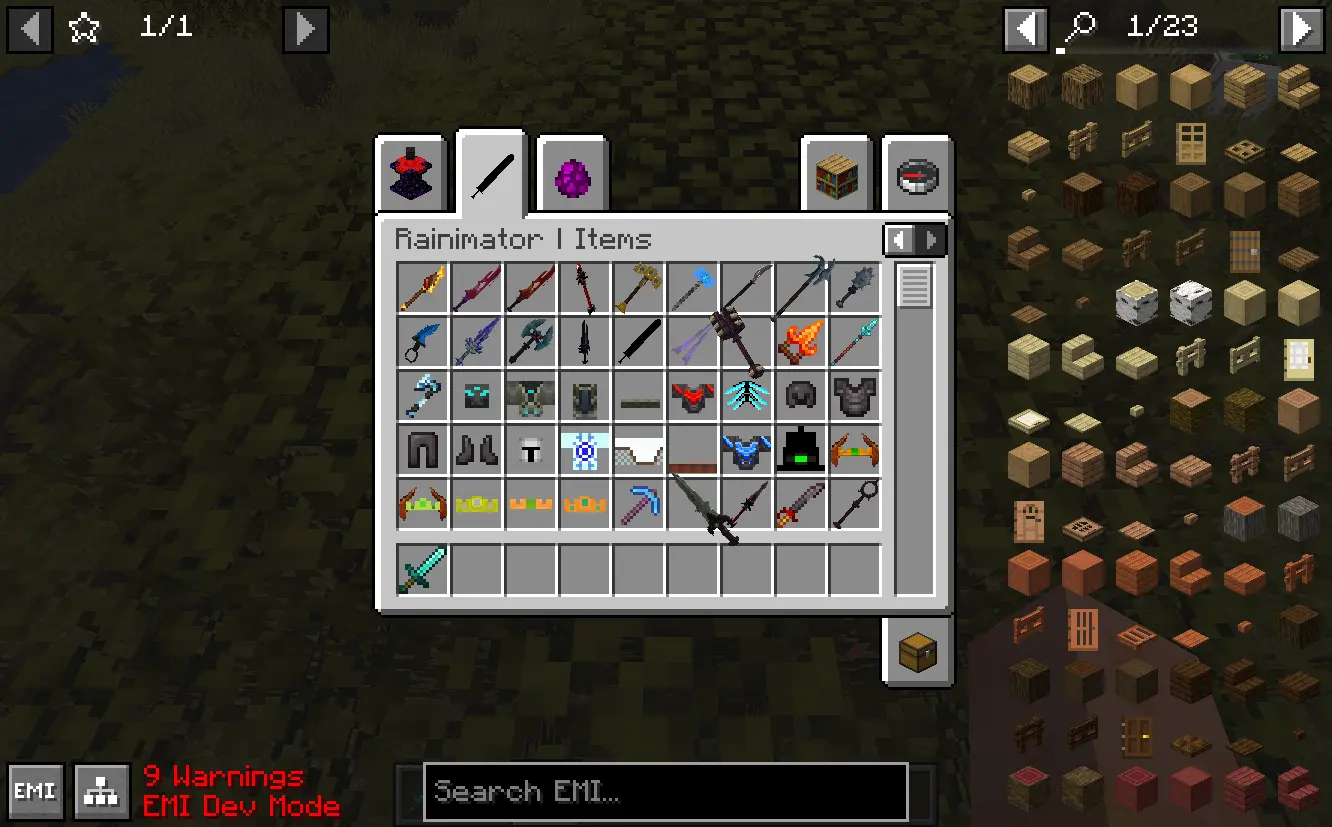 1/1
1/23
Rainimator | Items
EMI
9 Warnings
EMI Dev Mode
Search EMI...